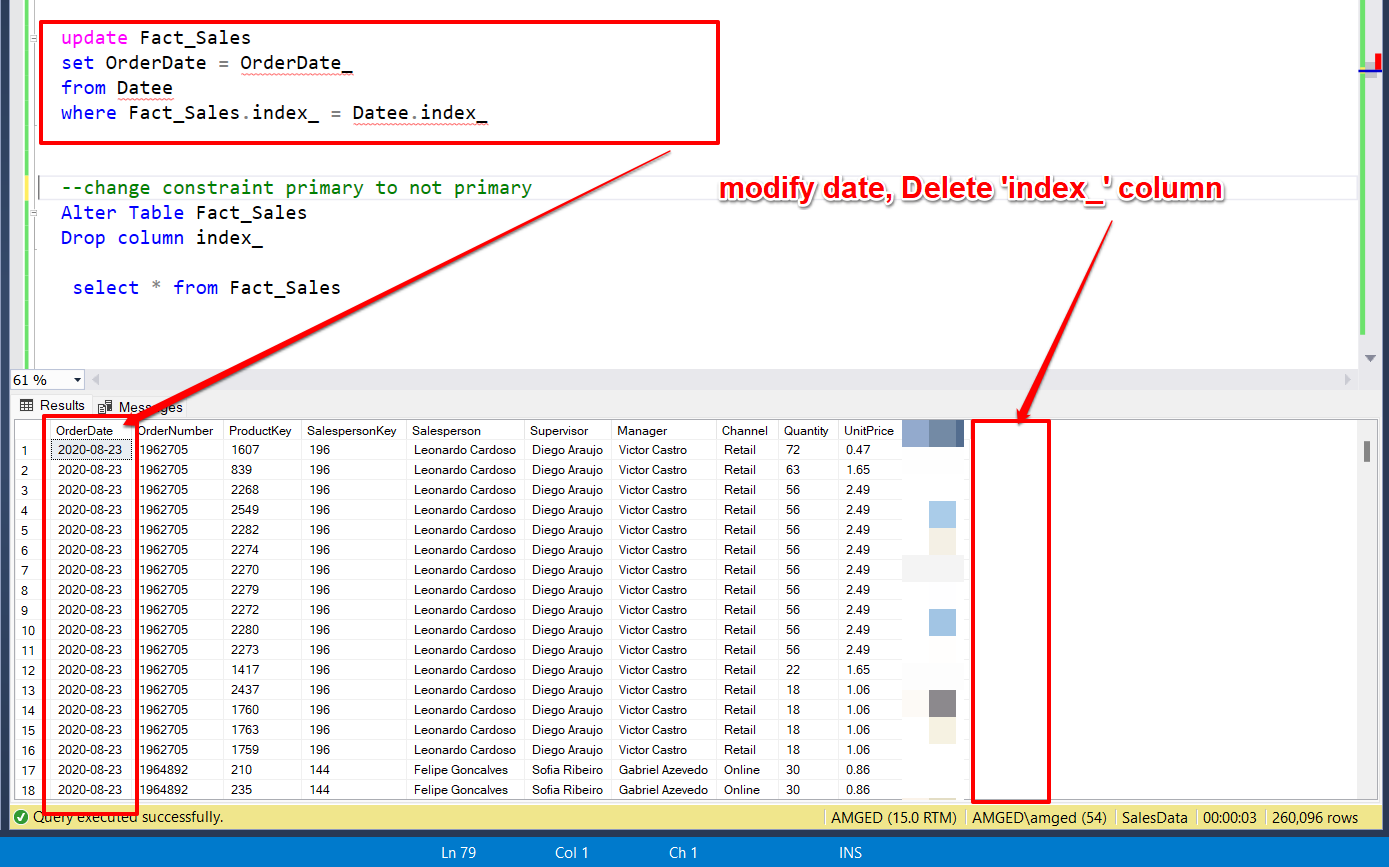 update Fact_Sales
set OrderDate = OrderDate_
from Datee
where Fact_Sales.index_ = Datee.index_
--change constraint primary to not primary
modify date, Delete 'index_' column
Alter Table Fact_Sales
Drop column index_
select * from Fact_Sales
61 %
Results Messages
OrderDate OrderNumber ProductKey SalespersonKey Salesperson Supervisor Manager Channel Quantity UnitPrice
1 2020-08-23 1962705 1607 196 Leonardo Cardoso Diego Araujo Victor Castro Retail 72 0.47
2 2020-08-23 1962705 839 196 Leonardo Cardoso Diego Araujo Victor Castro Retail 63 1.65
3 2020-08-23 1962705 2268 196 Leonardo Cardoso Diego Araujo Victor Castro Retail 56 2.49
4 2020-08-23 1962705 2549 196 Leonardo Cardoso Diego Araujo Victor Castro Retail 56 2.49
5 2020-08-23 1962705 2282 196 Leonardo Cardoso Diego Araujo Victor Castro Retail 56 2.49
6 2020-08-23 1962705 2274 196 Leonardo Cardoso Diego Araujo Victor Castro Retail 56 2.49
7 2020-08-23 1962705 2270 196 Leonardo Cardoso Diego Araujo Victor Castro Retail 56 2.49
8 2020-08-23 1962705 2279 196 Leonardo Cardoso Diego Araujo Victor Castro Retail 56 2.49
9 2020-08-23 1962705 2272 196 Leonardo Cardoso Diego Araujo Victor Castro Retail 56 2.49
10 2020-08-23 1962705 2280 196 Leonardo Cardoso Diego Araujo Victor Castro Retail 56 2.49
11 2020-08-23 1962705 2273 196 Leonardo Cardoso Diego Araujo Victor Castro Retail 56 2.49
12 2020-08-23 1962705 1417 196 Leonardo Cardoso Diego Araujo Victor Castro Retail 22 1.65
13 2020-08-23 1962705 2437 196 Leonardo Cardoso Diego Araujo Victor Castro Retail 18 1.06
14 2020-08-23 1962705 1760 196 Leonardo Cardoso Diego Araujo Victor Castro Retail 18 1.06
15 2020-08-23 1962705 1763 196 Leonardo Cardoso Diego Araujo Victor Castro Retail 18 1.06
16 2020-08-23 1962705 1759 196 Leonardo Cardoso Diego Araujo Victor Castro Retail 18 1.06
17 2020-08-23 1964892 210 144 Felipe Goncalves Sofia Ribeiro Gabriel Azevedo Online 30 0.86
18 2020-08-23 1964892 235 144 Felipe Goncalves Sofia Ribeiro Gabriel Azevedo Online 30 0.86
Query executed successfully. AMGED (15.0 RTM) AMGED\amged (54) SalesData 00:00:03 260,096 rows
Ln 79 Col 1 Ch 1 INS